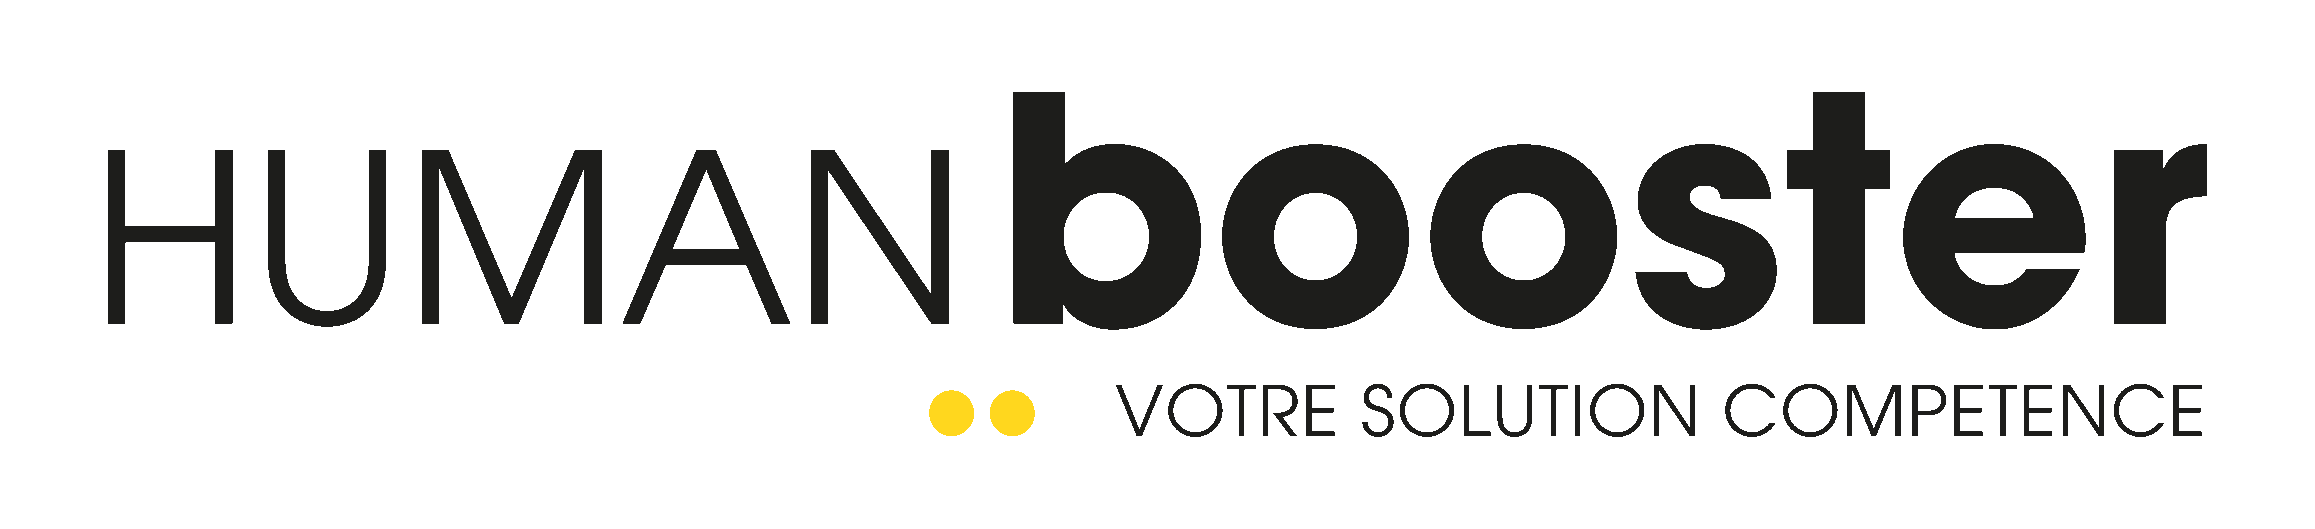 HUMANbooster
VOTRE SOLUTION COMPETENCE